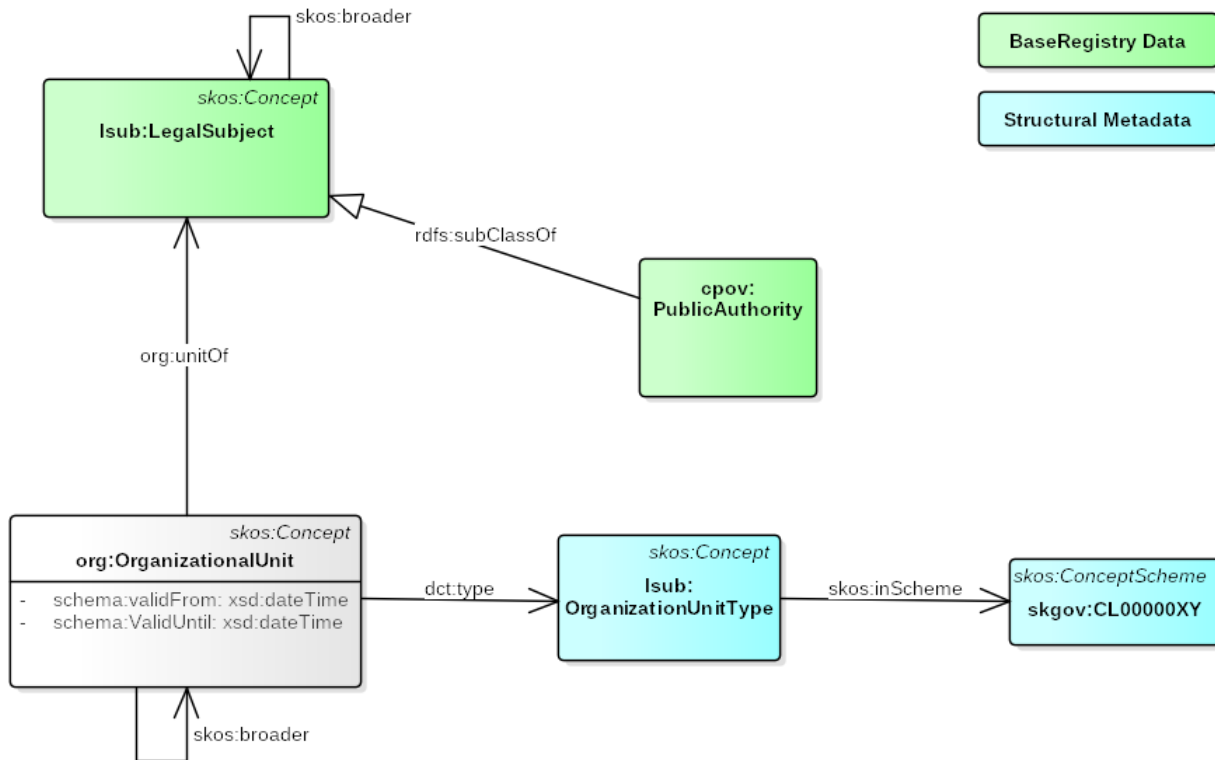 skos:broader
BaseRegistry Data
skos:Concept
lsub:LegalSubject
Structural Metadata
rdfs:subClassOf
cpov:
PublicAuthority
org:unitOf
skos:Concept
org:OrganizationalUnit
- schema:validFrom: xsd:dateTime
- schema:ValidUntil: xsd:dateTime
dct:type
skos:Concept
lsub:
OrganizationUnitType
skos:inScheme
skos:ConceptScheme
skgov:CL00000XY
skos:broader